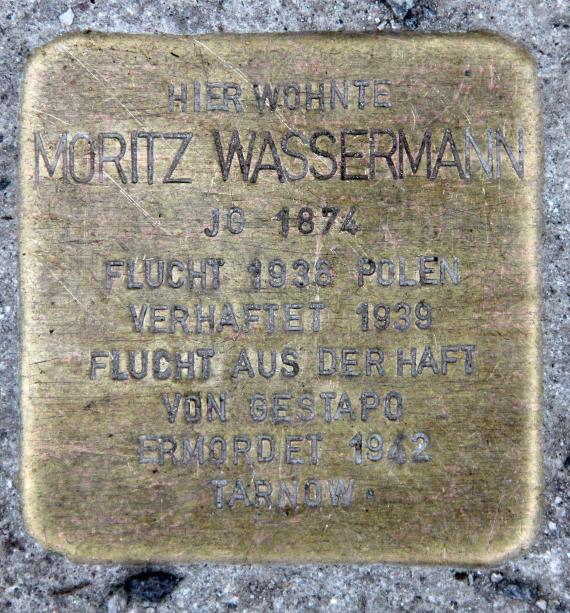 HIER WOHNTE
MORITZ WASSERMANN
JG 1874
FLUCHT 1936 POLEN
VERHAFTET 1939
FLUCHT AUS DER HAFT
VON GESTAPO
ERMORDET 1942
TARNOW